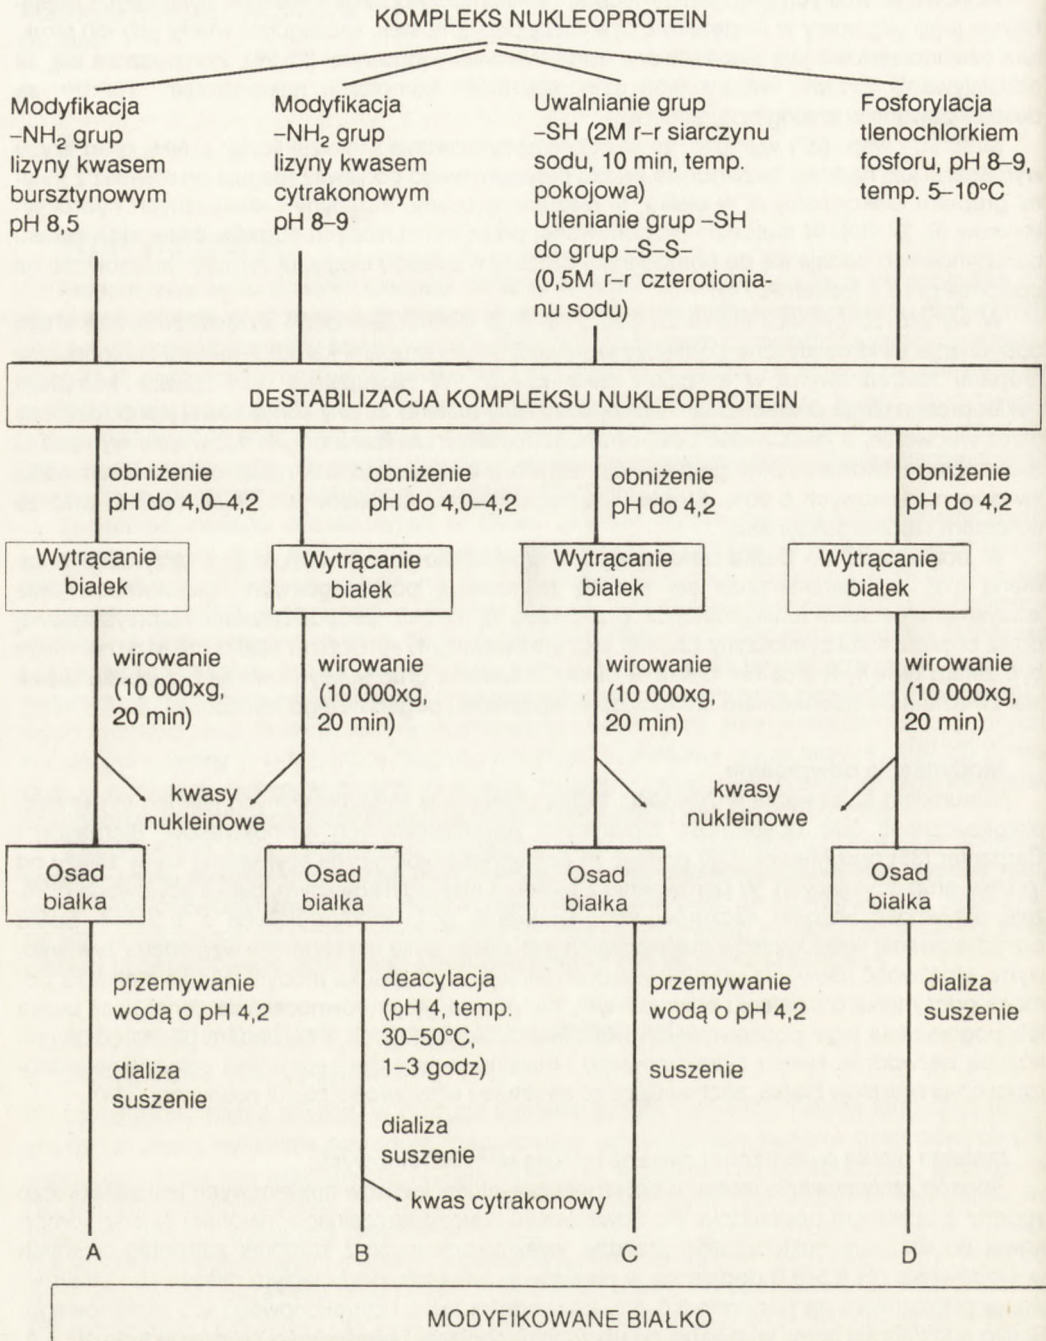 KOMPLEKS NUKLEOPROTEIN
Modyfikacja
–NH₂ grup
lizyny kwasem
bursztynowym
pH 8,5
Modyfikacja
–NH₂ grup
lizyny kwasem
cytrakonowym
pH 8–9
Uwalnianie grup
–SH (2M r–r siarczynu
sodu, 10 min, temp.
pokojowa)
Utlenianie grup –SH
do grup –S–S–
(0,5M r–r czterotionia-
nu sodu)
Fosforylacja
tlenochlorkiem
fosforu, pH 8–9,
temp. 5–10°C
DESTABILIZACJA KOMPLEKSU NUKLEOPROTEIN
obniżenie
pH do 4,0–4,2
obniżenie
pH do 4,0–4,2
obniżenie
pH do 4,2
obniżenie
pH do 4,2
Wytrącanie
białek
Wytrącanie
białek
Wytrącanie
białek
Wytrącanie
białek
wirowanie
(10 000xg,
20 min)
wirowanie
(10 000xg,
20 min)
wirowanie
(10 000xg,
20 min)
wirowanie
(10 000xg,
20 min)
kwasy
nukleinowe
kwasy
nukleinowe
Osad
białka
Osad
białka
Osad
białka
Osad
białka
przemywanie
wodą o pH 4,2
dializa
suszenie
deacylacja
(pH 4, temp.
30–50°C,
1–3 godz)
dializa
suszenie
kwas cytrakonowy
przemywanie
wodą o pH 4,2
suszenie
dializa
suszenie
A
B
C
D
MODYFIKOWANE BIAŁKO